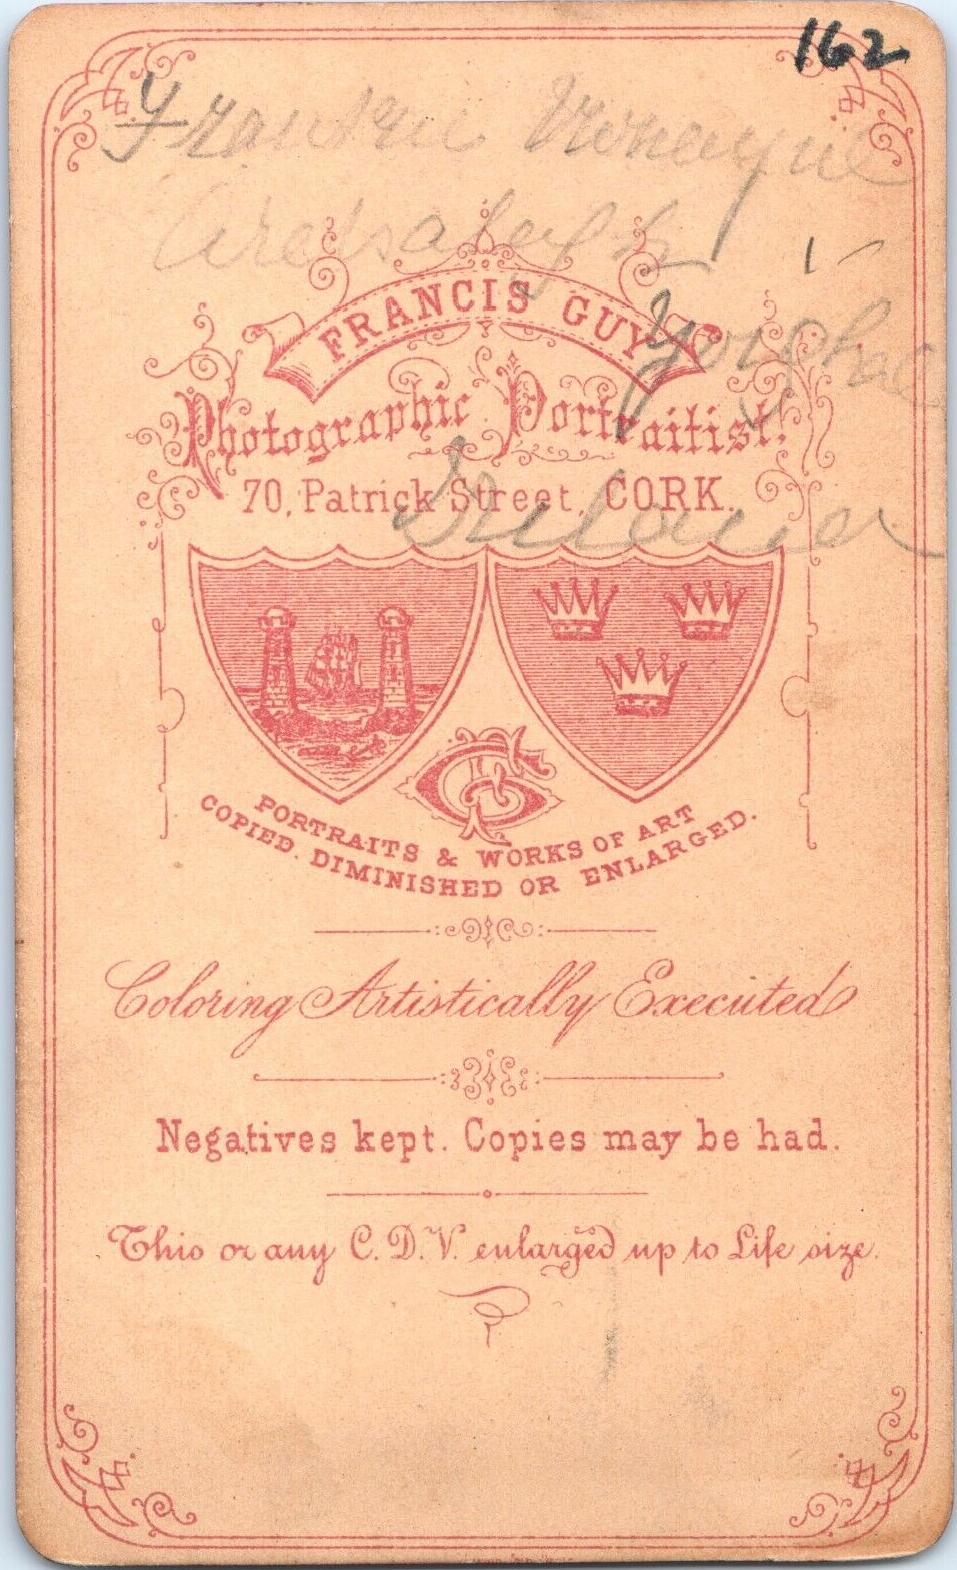 162
FRANCIS GUY
Photographic Portraitist.
70, Patrick Street, CORK.
PORTRAITS & WORKS OF ART
COPIED. DIMINISHED OR ENLARGED.
Coloring Artistically Executed
Negatives kept. Copies may be had.
This or any C.D.V. enlarged up to Life size.